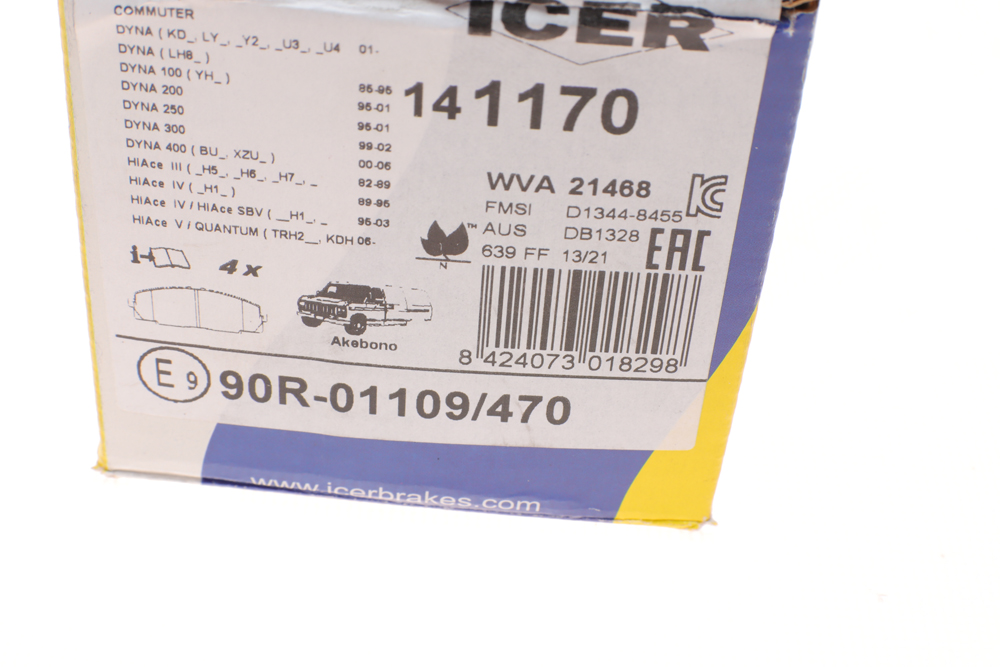 COMMUTER
DYNA ( KD_, LY_, _Y2_, _U3_, _U4 01-
DYNA ( LH8_ )
DYNA 100 ( YH_ )
DYNA 200 85-95
DYNA 250 95-01
DYNA 300 95-01
DYNA 400 ( BU_, XZU_ ) 99-02
HIAce III ( _H5_, _H6_, _H7_, _ 00-06
HIAce IV ( _H1_ ) 82-89
HIAce IV / HIAce SBV ( __H1_, _ 89-95
HIAce V / QUANTUM ( TRH2__, KDH 95-03
06-
ICER
141170
WVA 21468
FMSI D1344-8455
AUS DB1328
639 FF 13/21
KC
EAC
TM
N
i
4 x
Akebono
8 424073 018298
E 9 90R-01109/470
www.icerbrakes.com